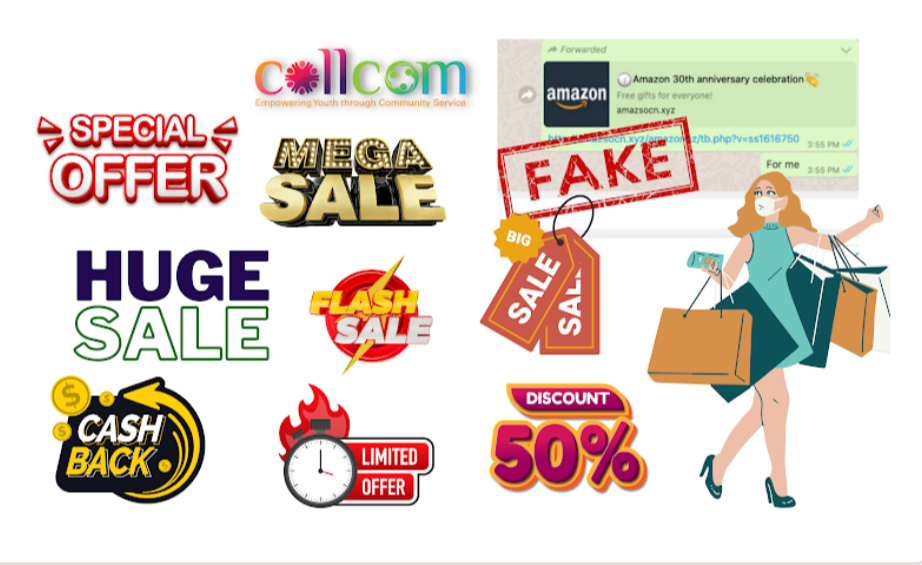 collcom
Empowering Youth through Community Service
SPECIAL
OFFER
MEGA
SALE
HUGE
SALE
FLASH
SALE
CASH
BACK
LIMITED
OFFER
Forwarded
Amazon 30th anniversary celebration
Free gifts for everyone!
amazsocn.xyz
amazon
3:55 PM
For me
3:55 PM
FAKE
BIG
SALE
SALE
DISCOUNT
50%